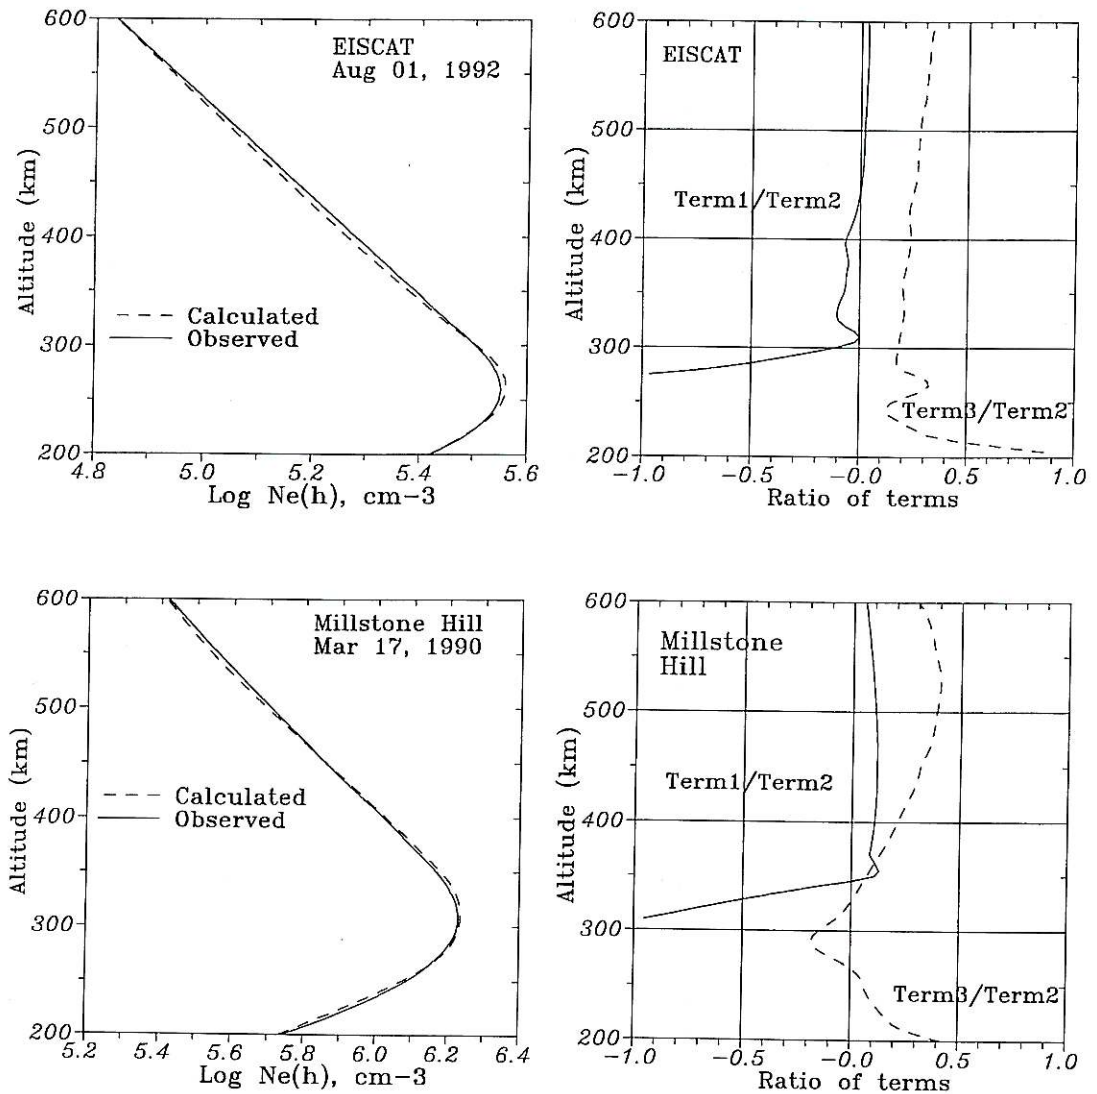 600
500
400
300
200
Altitude (km)
EISCAT
Aug 01, 1992
Calculated
Observed
4.8 5.0 5.2 5.4 5.6
Log Ne(h), cm-3
600
500
400
300
200
Altitude (km)
EISCAT
Term1/Term2
Term3/Term2
-1.0 -0.5 -0.0 0.5 1.0
Ratio of terms
600
500
400
300
200
Altitude (km)
Millstone Hill
Mar 17, 1990
Calculated
Observed
5.2 5.4 5.6 5.8 6.0 6.2 6.4
Log Ne(h), cm-3
600
500
400
300
200
Altitude (km)
Millstone
Hill
Term1/Term2
Term3/Term2
-1.0 -0.5 -0.0 0.5 1.0
Ratio of terms